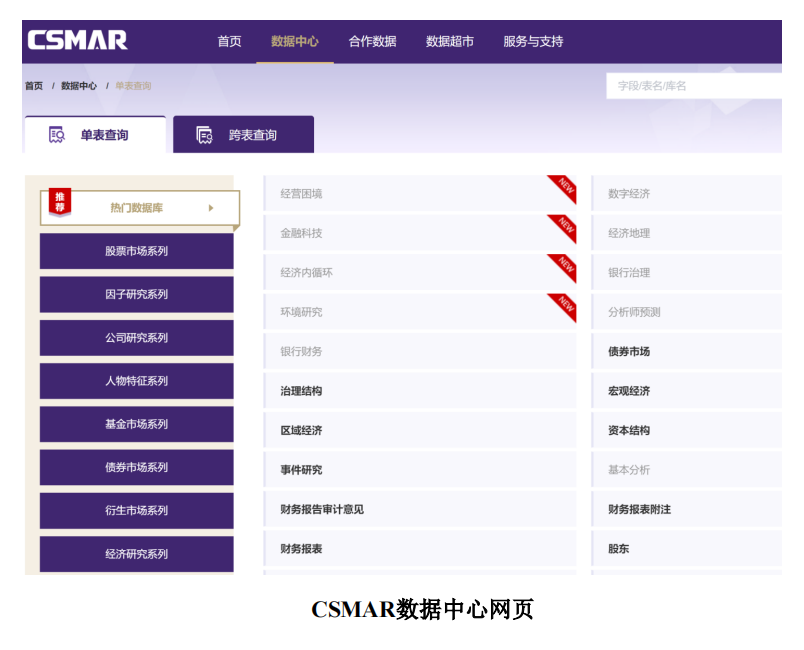 CSMAR 首页 数据中心 合作数据 数据超市 服务与支持
首页 / 数据中心 / 单表查询
字段/表名/库名
单表查询 跨表查询
推荐
热门数据库
股票市场系列
因子研究系列
公司研究系列
人物特征系列
基金市场系列
债券市场系列
衍生市场系列
经济研究系列
经营困境 NEW 数字经济
金融科技 NEW 经济地理
经济内循环 NEW 银行治理
环境研究 NEW 分析师预测
银行财务 债券市场
治理结构 宏观经济
区域经济 资本结构
事件研究 基本分析
财务报告审计意见 财务报表附注
财务报表 股东
CSMAR数据中心网页